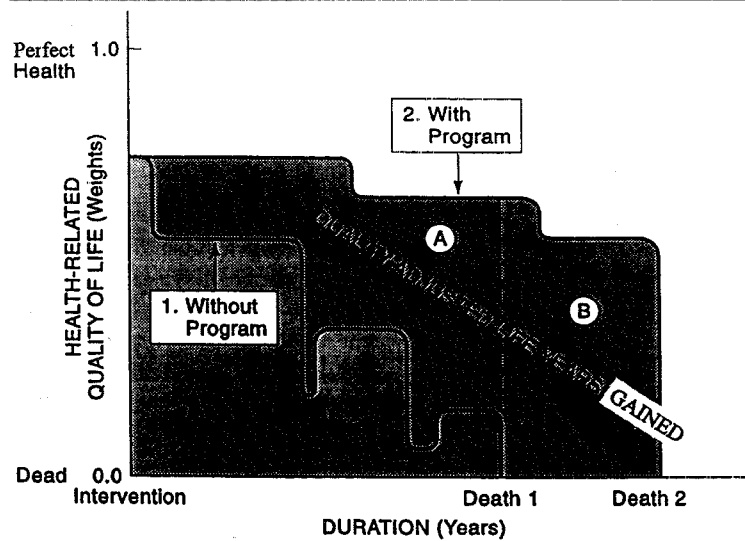 Perfect 1.0
Health
2. With
Program
HEALTH-RELATED
QUALITY OF LIFE (Weights)
A
QUALITY-ADJUSTED LIFE YEARS GAINED
1. Without
Program
B
Dead 0.0
Intervention
Death 1
Death 2
DURATION (Years)